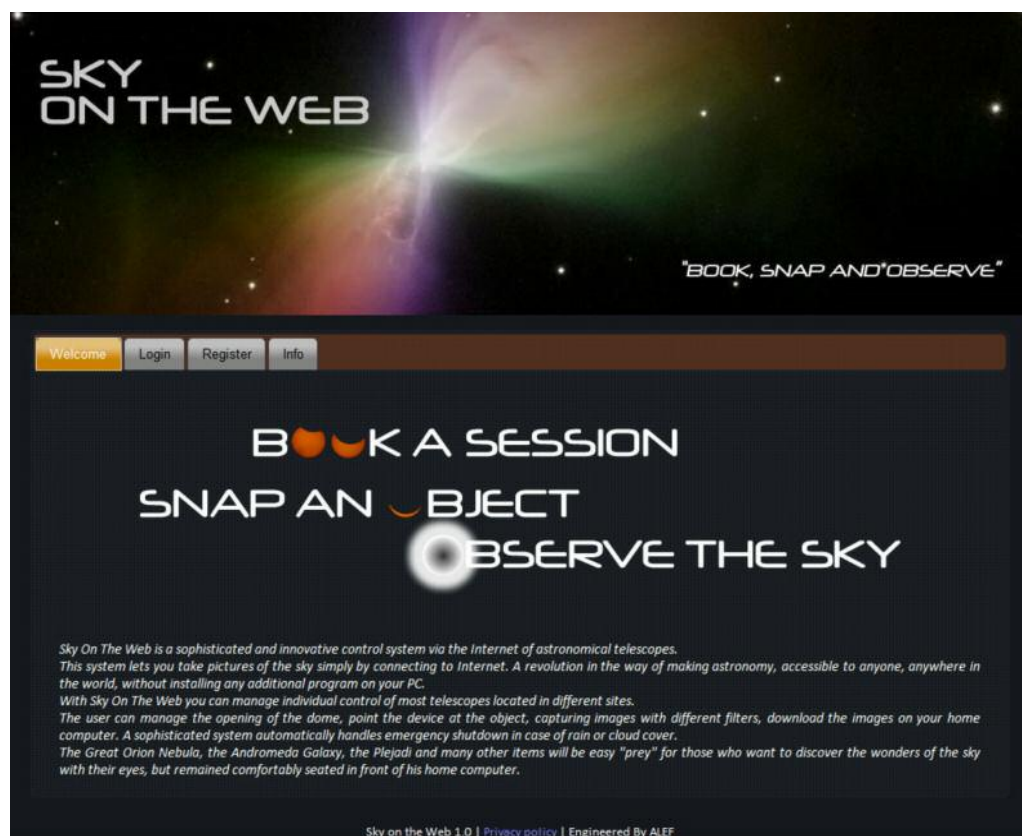 SKY
ON THE WEB
"BOOK, SNAP AND OBSERVE"
Welcome Login Register Info
BOOK A SESSION
SNAP AN OBJECT
OBSERVE THE SKY
Sky On The Web is a sophisticated and innovative control system via the Internet of astronomical telescopes.
This system lets you take pictures of the sky simply by connecting to Internet. A revolution in the way of making astronomy, accessible to anyone, anywhere in
the world, without installing any additional program on your PC.
With Sky On The Web you can manage individual control of most telescopes located in different sites.
The user can manage the opening of the dome, point the device at the object, capturing images with different filters, download the images on your home
computer. A sophisticated system automatically handles emergency shutdown in case of rain or cloud cover.
The Great Orion Nebula, the Andromeda Galaxy, the Plejadi and many other items will be easy "prey" for those who want to discover the wonders of the sky
with their eyes, but remained comfortably seated in front of his home computer.
Sky on the Web 1.0 | Privacy policy | Engineered By ALEF